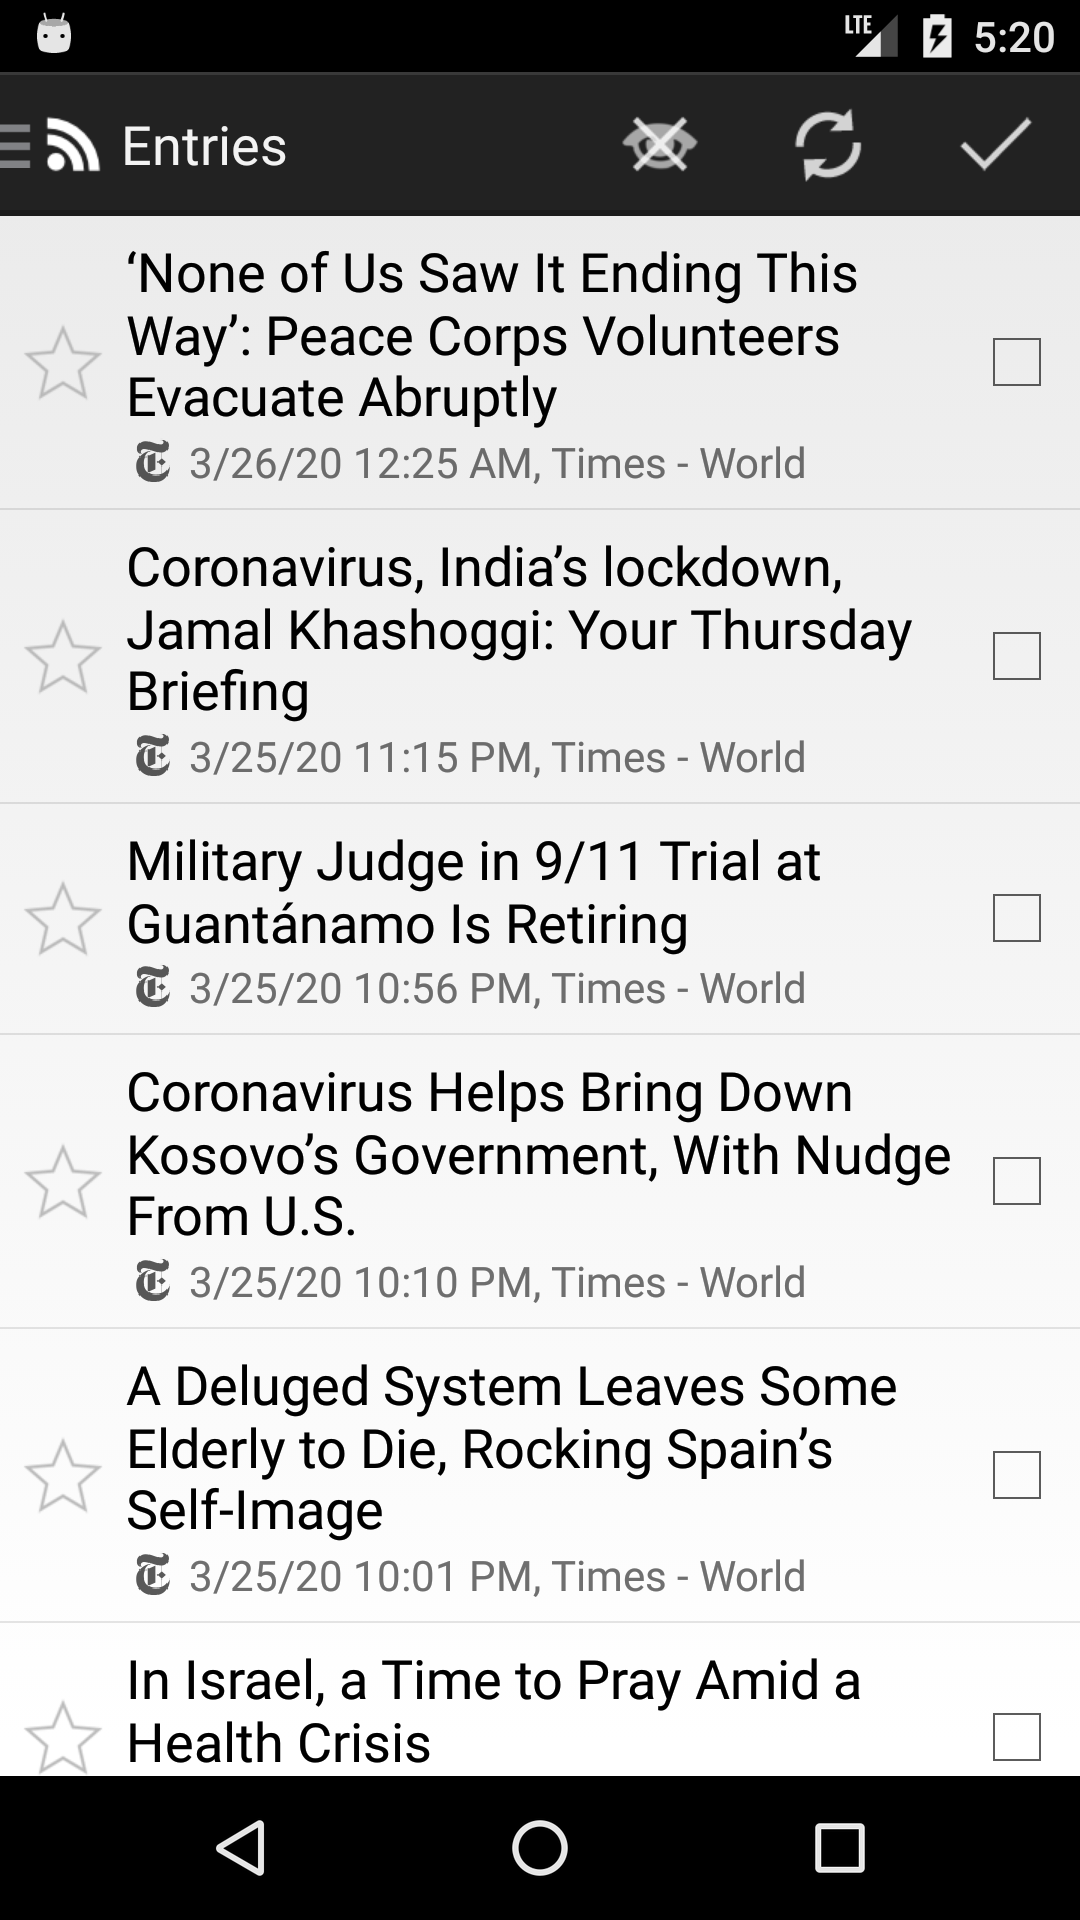 LTE 5:20
Entries
‘None of Us Saw It Ending This
Way’: Peace Corps Volunteers
Evacuate Abruptly
T 3/26/20 12:25 AM, Times - World
Coronavirus, India’s lockdown,
Jamal Khashoggi: Your Thursday
Briefing
T 3/25/20 11:15 PM, Times - World
Military Judge in 9/11 Trial at
Guantánamo Is Retiring
T 3/25/20 10:56 PM, Times - World
Coronavirus Helps Bring Down
Kosovo’s Government, With Nudge
From U.S.
T 3/25/20 10:10 PM, Times - World
A Deluged System Leaves Some
Elderly to Die, Rocking Spain’s
Self-Image
T 3/25/20 10:01 PM, Times - World
In Israel, a Time to Pray Amid a
Health Crisis